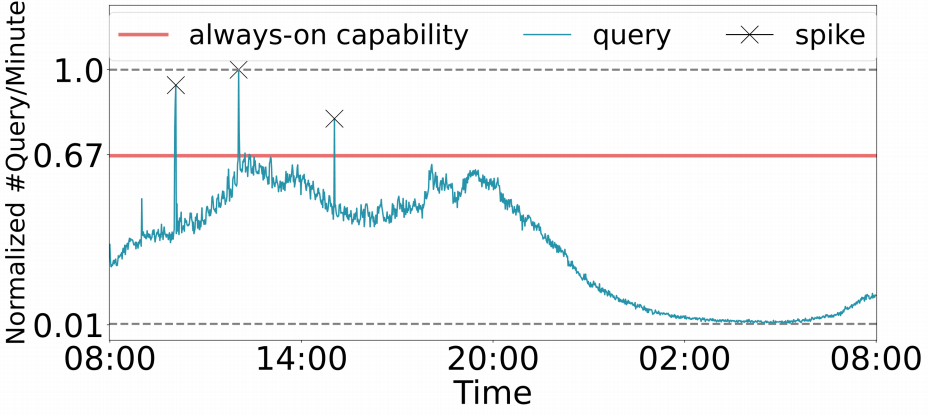 always-on capability query spike
Normalized #Query/Minute
1.0
0.67
0.01
08:00 14:00 20:00 02:00 08:00
Time